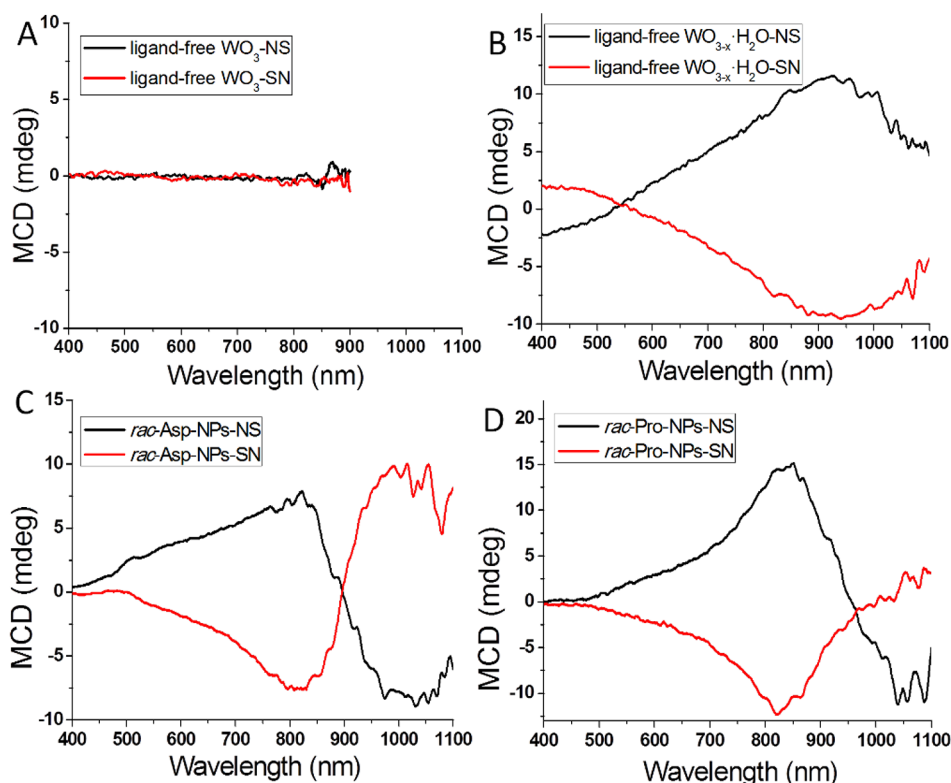 A
ligand-free WO3-NS
ligand-free WO3-SN
MCD (mdeg)
10
5
0
-5
-10
400 500 600 700 800 900 1000 1100
Wavelength (nm)
B
ligand-free WO3-x·H2O-NS
ligand-free WO3-x·H2O-SN
MCD (mdeg)
15
10
5
0
-5
-10
400 500 600 700 800 900 1000 1100
Wavelength (nm)
C
rac-Asp-NPs-NS
rac-Asp-NPs-SN
MCD (mdeg)
15
10
5
0
-5
-10
400 500 600 700 800 900 1000 1100
Wavelength (nm)
D
rac-Pro-NPs-NS
rac-Pro-NPs-SN
MCD (mdeg)
20
15
10
5
0
-5
-10
400 500 600 700 800 900 1000 1100
Wavelength (nm)